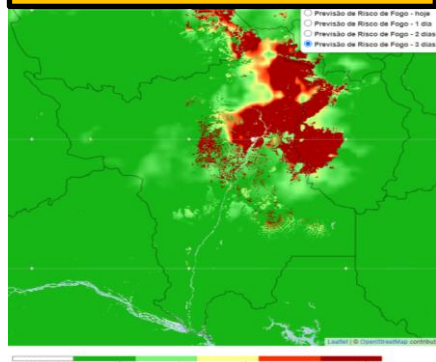 Previsão de Risco de Fogo - hoje
Previsão de Risco de Fogo - 1 dia
Previsão de Risco de Fogo - 2 dias
Previsão de Risco de Fogo - 3 dias
Leaflet | © OpenStreetMap contribut